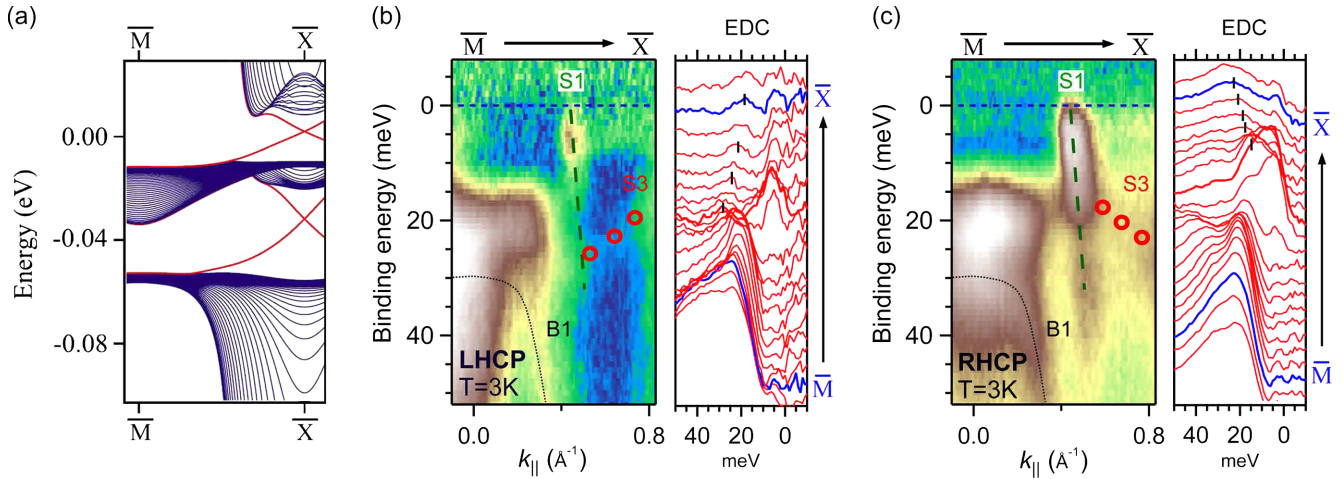 (a)
M X
Energy (eV)
0.00
-0.04
-0.08
M X
(b)
M X
EDC
S1
Binding energy (meV)
0
20
40
S3
B1
LHCP
T=3K
0.0 0.8
k|| (Å⁻¹)
X
M
40 20 0
meV
(c)
M X
EDC
S1
Binding energy (meV)
0
20
40
S3
B1
RHCP
T=3K
0.0 0.8
k|| (Å⁻¹)
X
M
40 20 0
meV